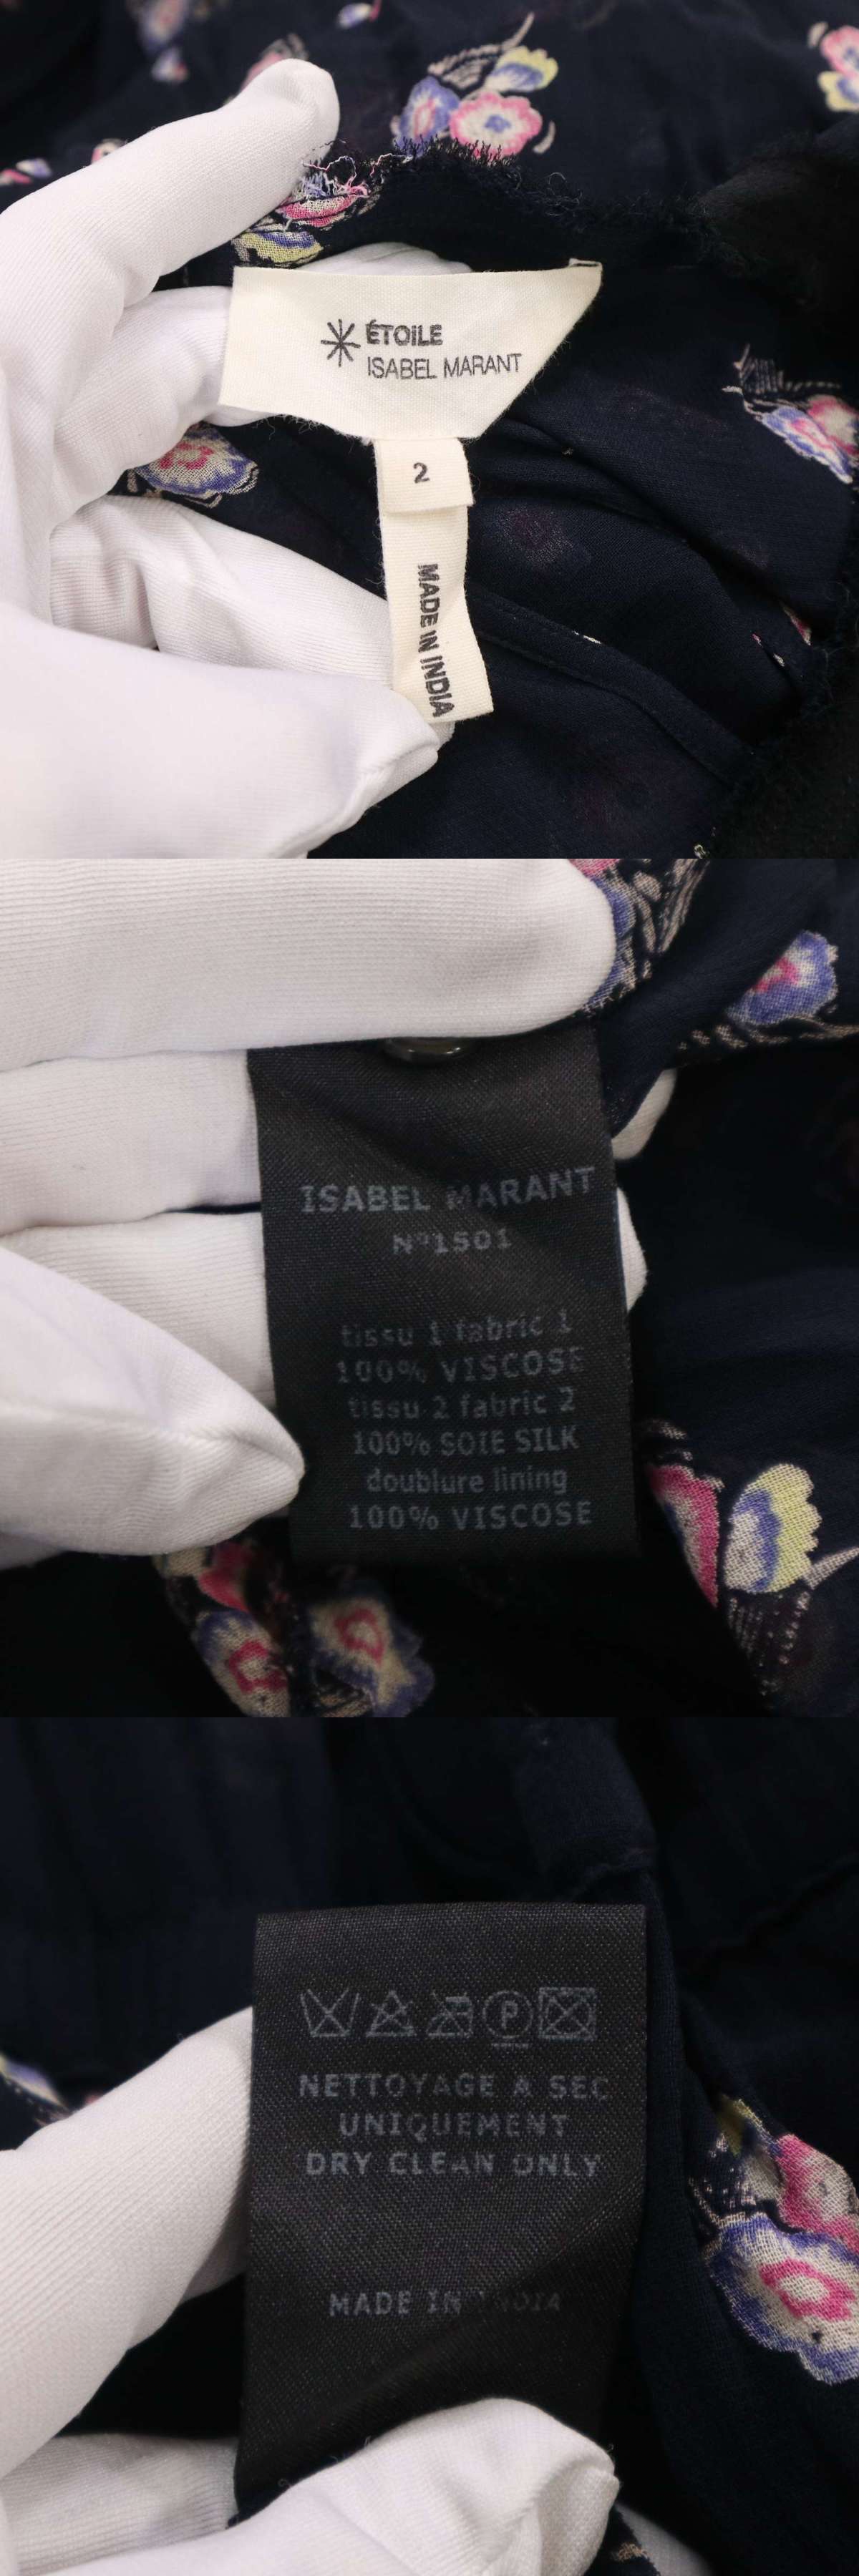 ÉTOILE
ISABEL MARANT
2
MADE IN INDIA
ISABEL MARANT
N°1501
tissu 1 fabric 1
100% VISCOSE
tissu 2 fabric 2
100% SOIE SILK
doublure lining
100% VISCOSE
P
NETTOYAGE A SEC
UNIQUEMENT
DRY CLEAN ONLY
MADE IN INDIA